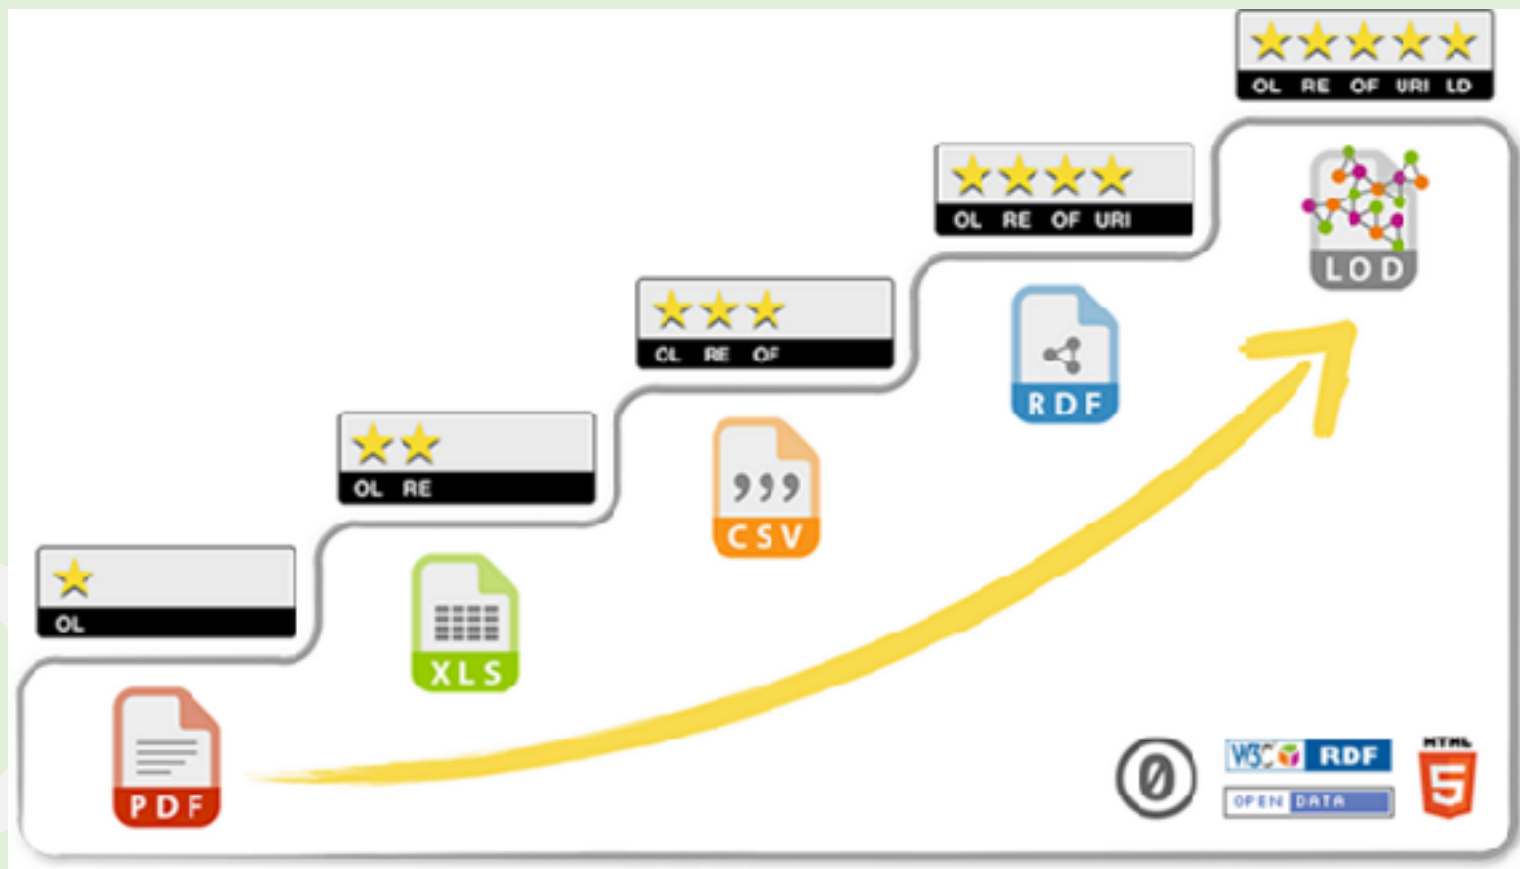 OL RE OF URI LD
OL RE OF URI
LOD
OL RE OF
RDF
OL RE
CSV
OL
XLS
PDF
0
W3C RDF
OPEN DATA
HTML
5